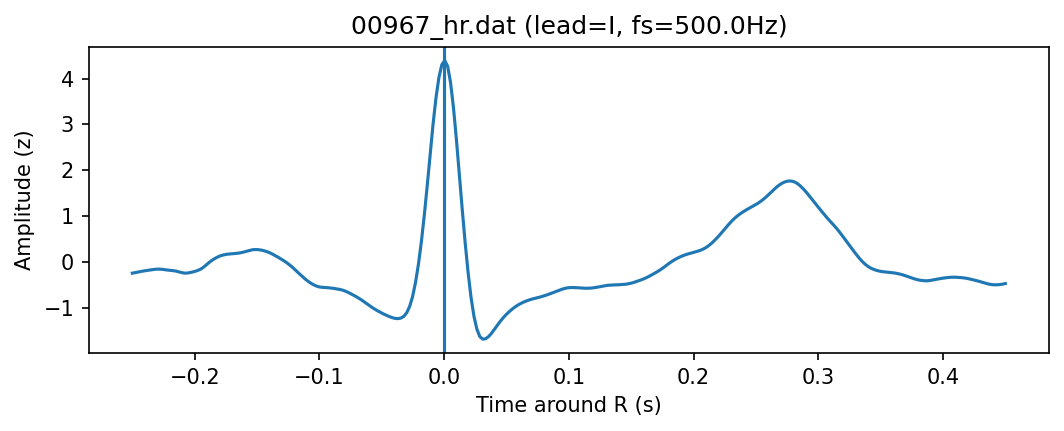 00967_hr.dat (lead=I, fs=500.0Hz)
Amplitude (z)
4
3
2
1
0
−1
−0.2 −0.1 0.0 0.1 0.2 0.3 0.4
Time around R (s)